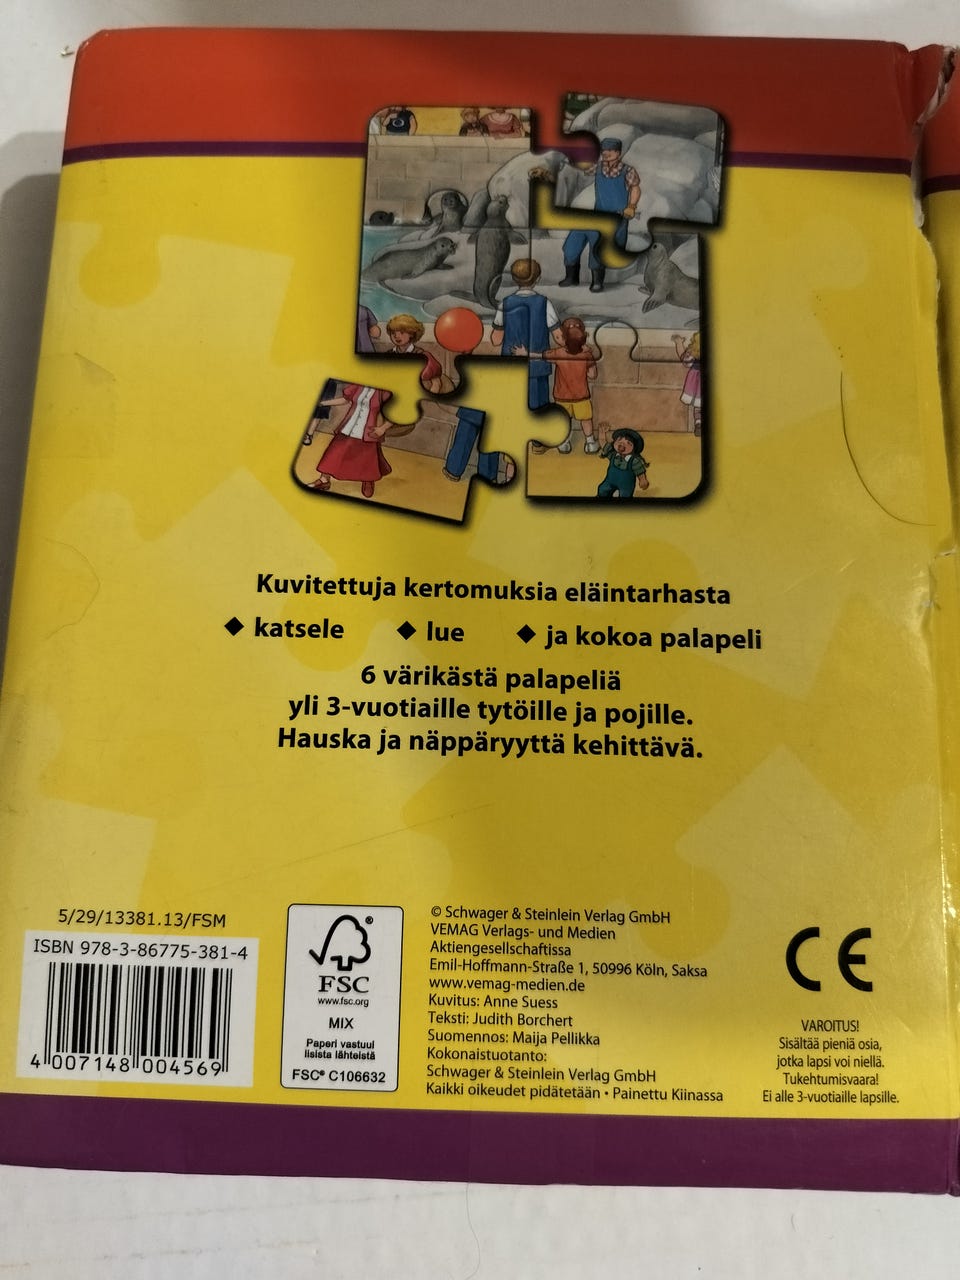 Kuvitettuja kertomuksia eläintarhasta
◆ katsele ◆ lue ◆ ja kokoa palapeli
6 värikästä palapeliä
yli 3-vuotiaille tytöille ja pojille.
Hauska ja näppäryyttä kehittävä.
5/29/13381.13/FSM
ISBN 978-3-86775-381-4
4 007148 004569
®
FSC
www.fsc.org
MIX
Paperi vastuul
lisista lähteistä
FSC® C106632
© Schwager & Steinlein Verlag GmbH
VEMAG Verlags- und Medien
Aktiengesellschaftissa
Emil-Hoffmann-Straße 1, 50996 Köln, Saksa
www.vemag-medien.de
Kuvitus: Anne Suess
Teksti: Judith Borchert
Suomennos: Maija Pellikka
Kokonaistuotanto:
Schwager & Steinlein Verlag GmbH
Kaikki oikeudet pidätetään • Painettu Kiinassa
CE
VAROITUS!
Sisältää pieniä osia,
jotka lapsi voi niellä.
Tukehtumisvaara!
Ei alle 3-vuotiaille lapsille.